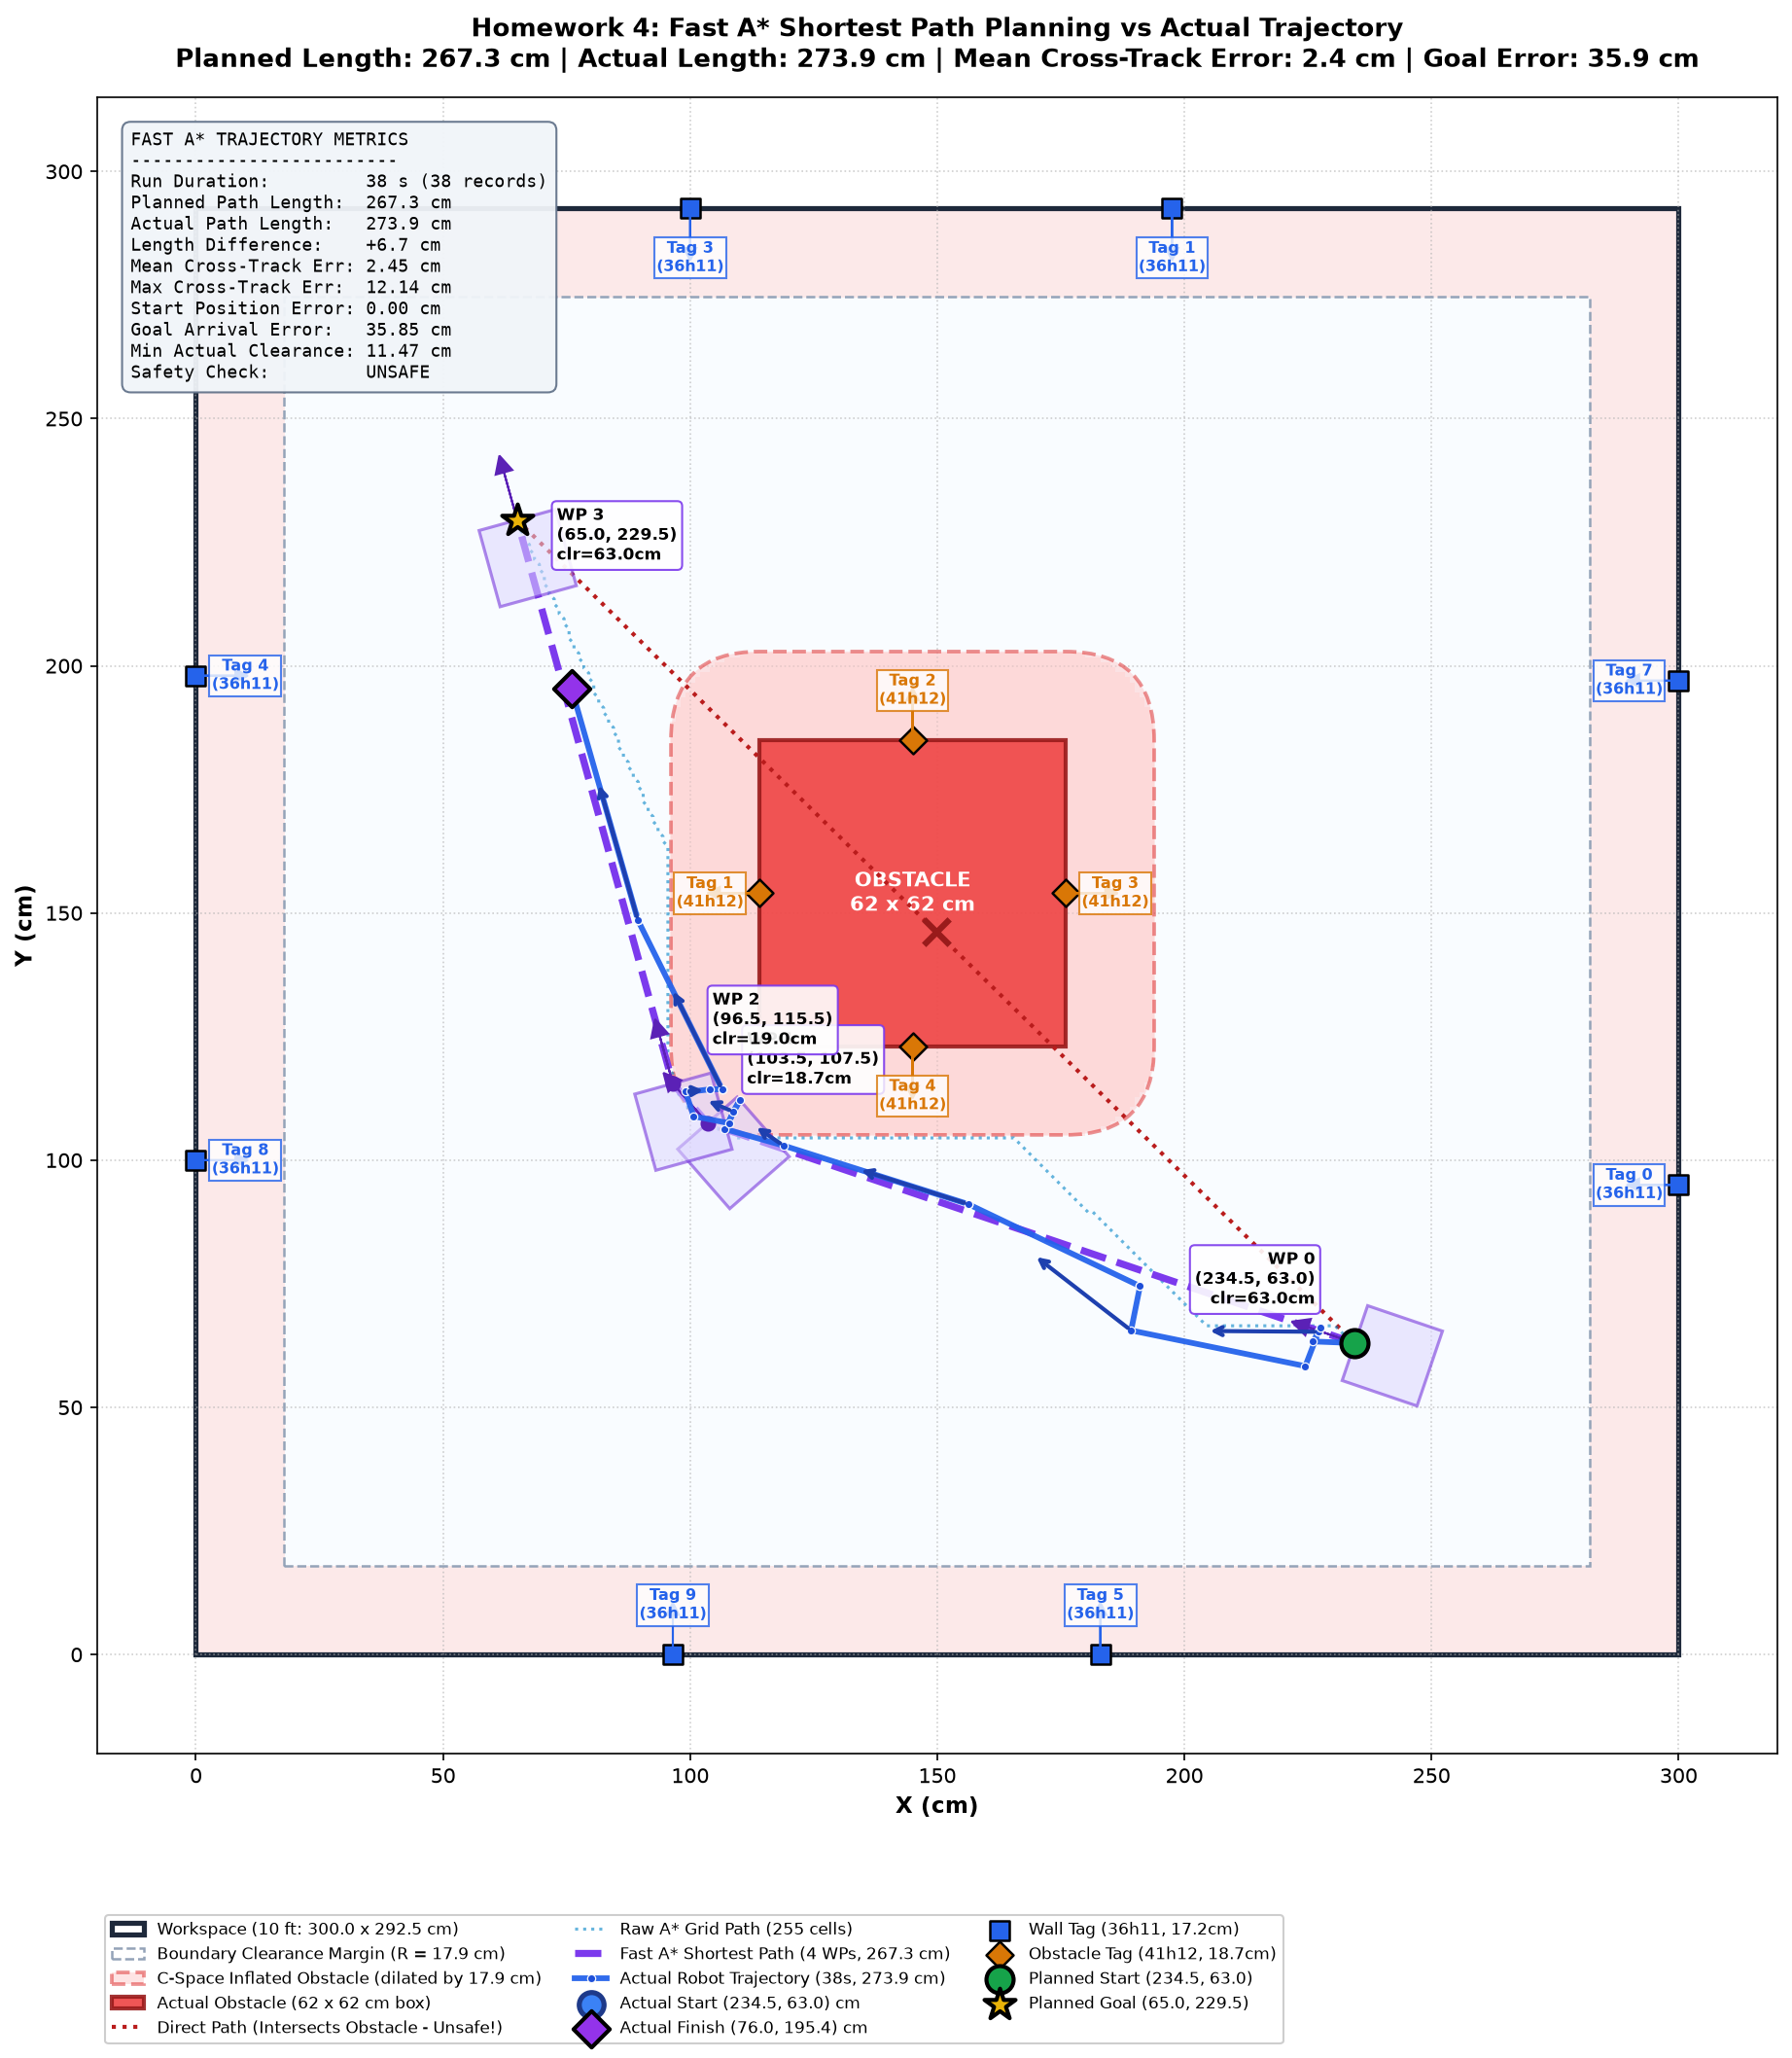 Homework 4: Fast A* Shortest Path Planning vs Actual Trajectory
Planned Length: 267.3 cm | Actual Length: 273.9 cm | Mean Cross-Track Error: 2.4 cm | Goal Error: 35.9 cm
FAST A* TRAJECTORY METRICS
-------------------------
Run Duration: 38 s (38 records)
Planned Path Length: 267.3 cm
Actual Path Length: 273.9 cm
Length Difference: +6.7 cm
Mean Cross-Track Err: 2.45 cm
Max Cross-Track Err: 12.14 cm
Start Position Error: 0.00 cm
Goal Arrival Error: 35.85 cm
Min Actual Clearance: 11.47 cm
Safety Check: UNSAFE
300
250
200
150
100
50
0
Y (cm)
Tag 3
(36h11)
Tag 1
(36h11)
WP 3
(65.0, 229.5)
clr=63.0cm
Tag 4
(36h11)
Tag 2
(41h12)
Tag 7
(36h11)
Tag 1
(41h12)
OBSTACLE
62 x 62 cm
Tag 3
(41h12)
WP 2
(96.5, 115.5)
clr=19.0cm
(103.5, 107.5)
clr=18.7cm
Tag 4
(41h12)
Tag 8
(36h11)
Tag 0
(36h11)
WP 0
(234.5, 63.0)
clr=63.0cm
Tag 9
(36h11)
Tag 5
(36h11)
0
50
100
150
200
250
300
X (cm)
Workspace (10 ft: 300.0 x 292.5 cm)
Boundary Clearance Margin (R = 17.9 cm)
C-Space Inflated Obstacle (dilated by 17.9 cm)
Actual Obstacle (62 x 62 cm box)
Direct Path (Intersects Obstacle - Unsafe!)
Raw A* Grid Path (255 cells)
Fast A* Shortest Path (4 WPs, 267.3 cm)
Actual Robot Trajectory (38s, 273.9 cm)
Actual Start (234.5, 63.0) cm
Actual Finish (76.0, 195.4) cm
Wall Tag (36h11, 17.2cm)
Obstacle Tag (41h12, 18.7cm)
Planned Start (234.5, 63.0)
Planned Goal (65.0, 229.5)